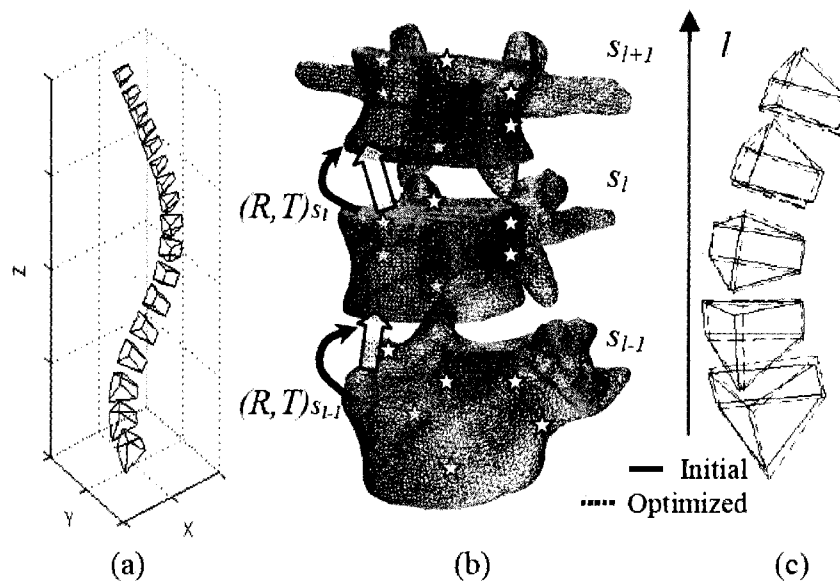 s_{l+1}
l
s_l
(R, T)s_l
z
s_{l-1}
(R, T)s_{l-1}
Initial
Optimized
Y
X
(a)
(b)
(c)